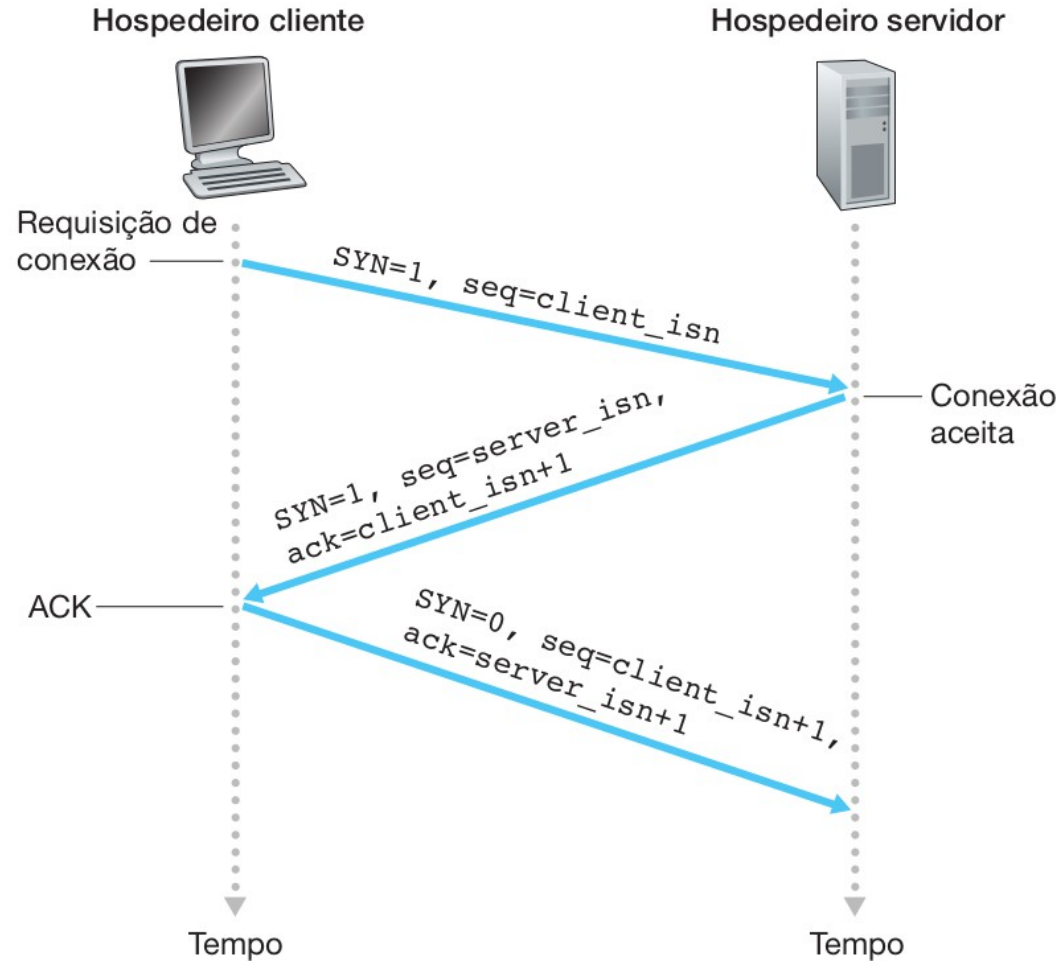 Hospedeiro cliente
Hospedeiro servidor
Requisição de
conexão
SYN=1, seq=client_isn
Conexão
aceita
SYN=1, seq=server_isn,
ack=client_isn+1
ACK
SYN=0, seq=client_isn+1,
ack=server_isn+1
Tempo
Tempo